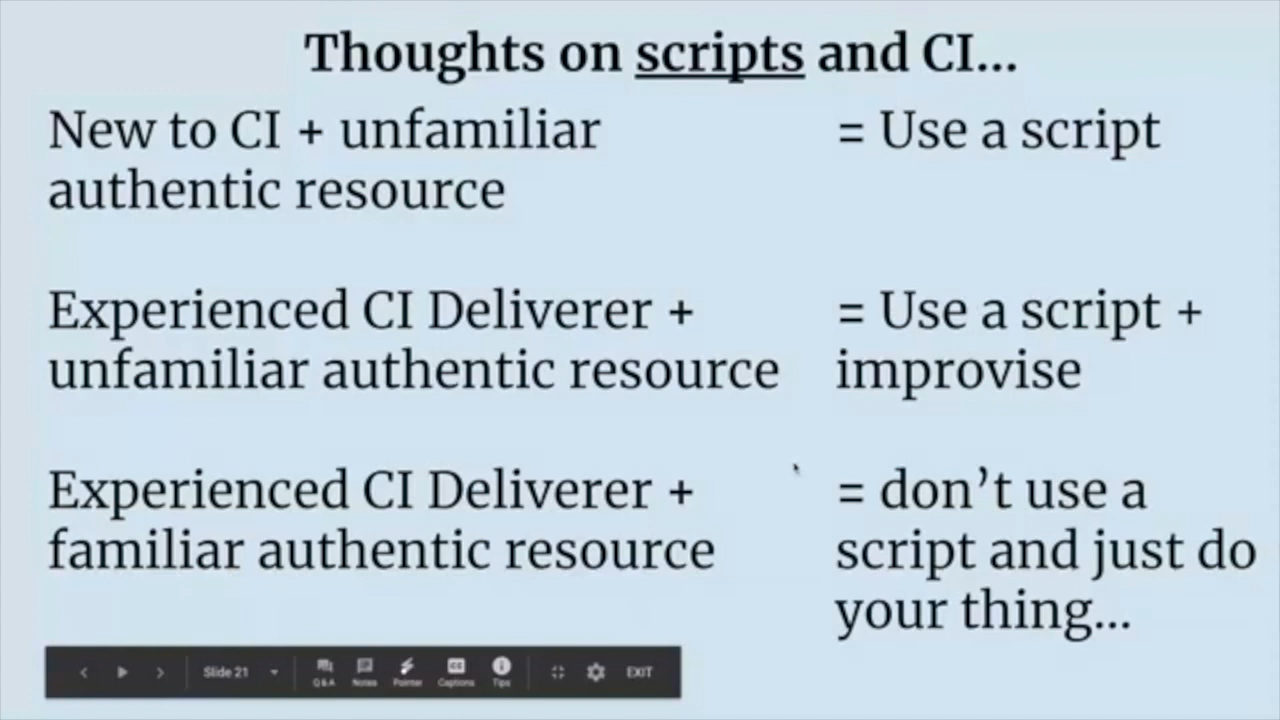 Thoughts on scripts and CI...
New to CI + unfamiliar
authentic resource
= Use a script
Experienced CI Deliverer +
unfamiliar authentic resource
= Use a script +
improvise
Experienced CI Deliverer +
familiar authentic resource
= don’t use a
script and just do
your thing...
Slide 21
Q&A
Notes
Pointer
CC
Captions
Tips
EXIT